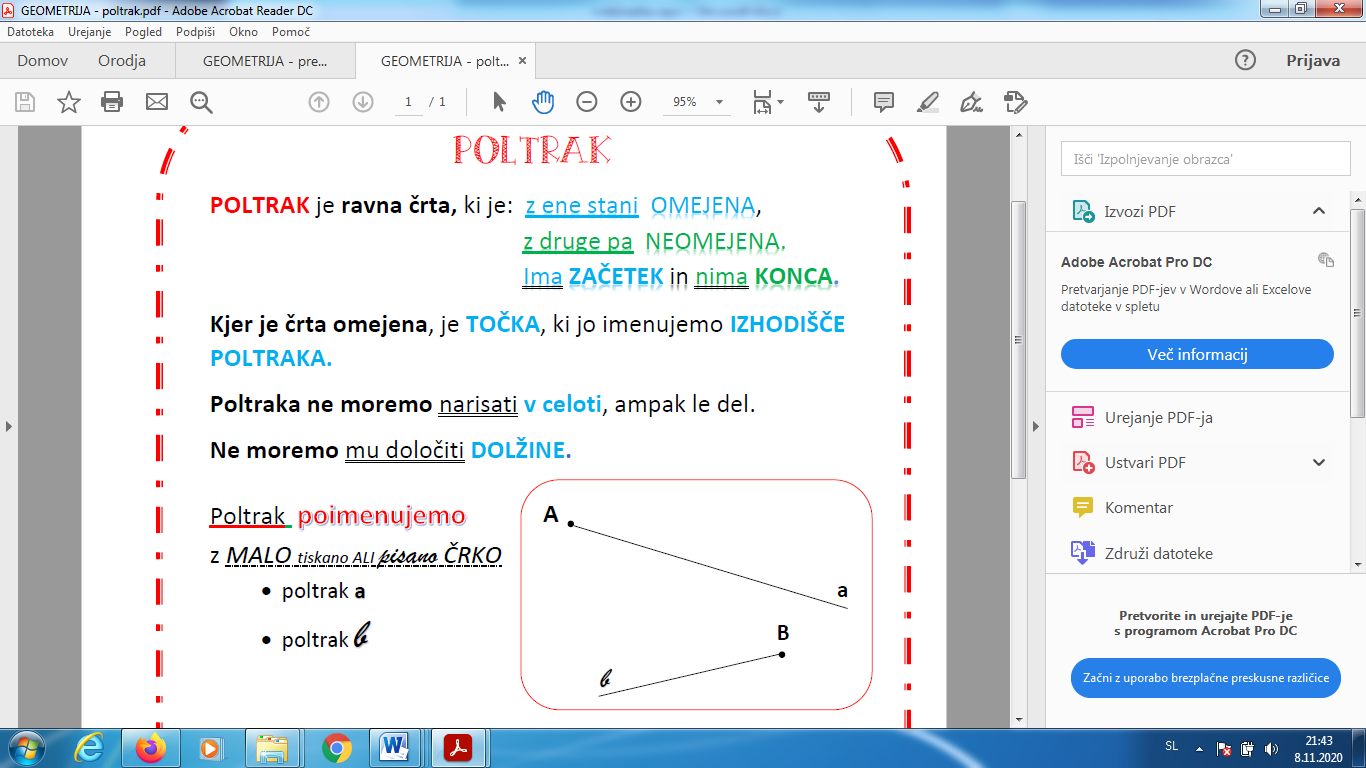 GEOMETRIJA - poltrak.pdf - Adobe Acrobat Reader DC
Datoteka Urejanje Pogled Podpiši Okno Pomoč
Domov Orodja GEOMETRIJA - pre... GEOMETRIJA - polt... × Prijava
1 / 1 95%
POLTRAK
POLTRAK je ravna črta, ki je: z ene stani OMEJENA,
z druge pa NEOMEJENA.
Ima ZAČETEK in nima KONCA.
Kjer je črta omejena, je TOČKA, ki jo imenujemo IZHODIŠČE
POLTRAKA.
Poltraka ne moremo narisati v celoti, ampak le del.
Ne moremo mu določiti DOLŽINE.
Poltrak poimenujemo
z MALO tiskano ALI pisano ČRKO
• poltrak a
• poltrak b
A
a
B
b
Išči 'Izpolnjevanje obrazca'
Izvozi PDF
Adobe Acrobat Pro DC
Pretvarjanje PDF-jev v Wordove ali Excelove
datoteke v spletu
Več informacij
Urejanje PDF-ja
Ustvari PDF
Komentar
Združi datoteke
Pretvorite in urejajte PDF-je
s programom Acrobat Pro DC
Začni z uporabo brezplačne preskusne različice
SL 21:43
8.11.2020